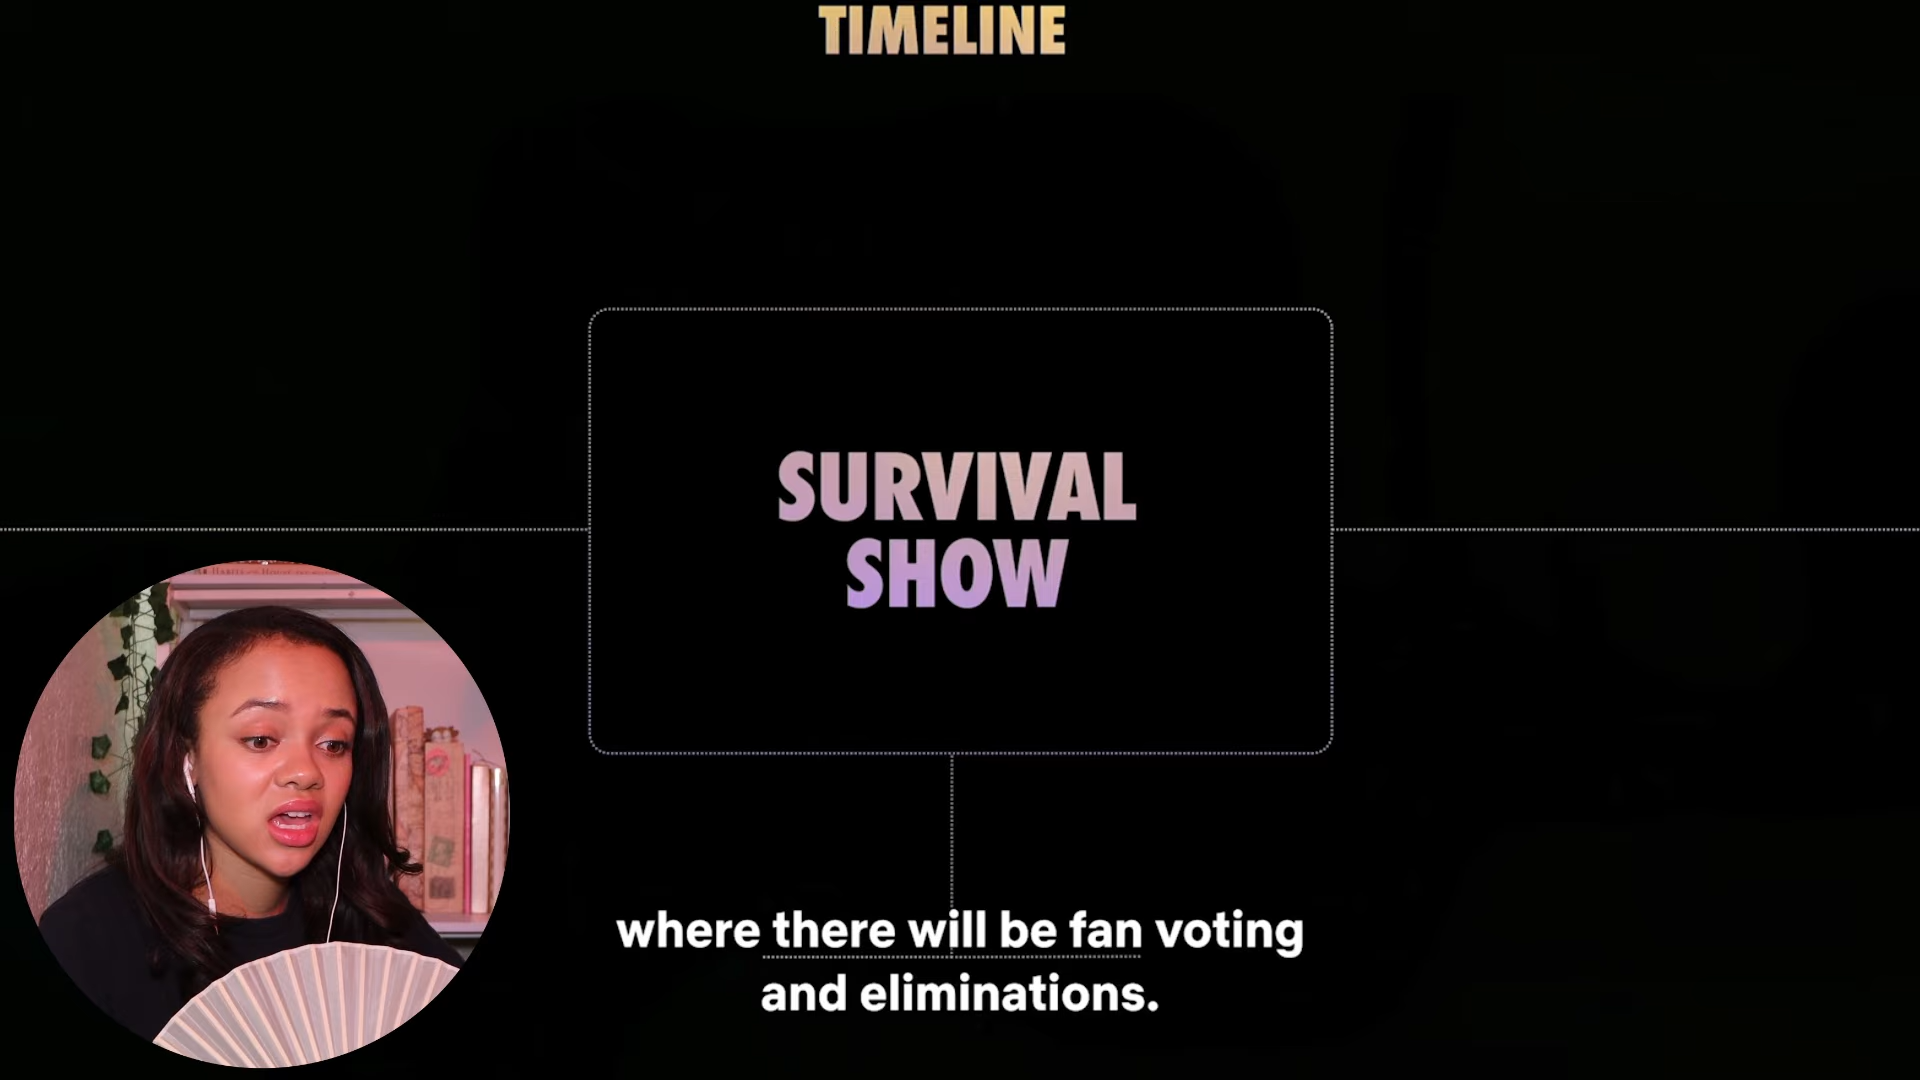 TIMELINE
SURVIVAL
SHOW
where there will be fan voting
and eliminations.